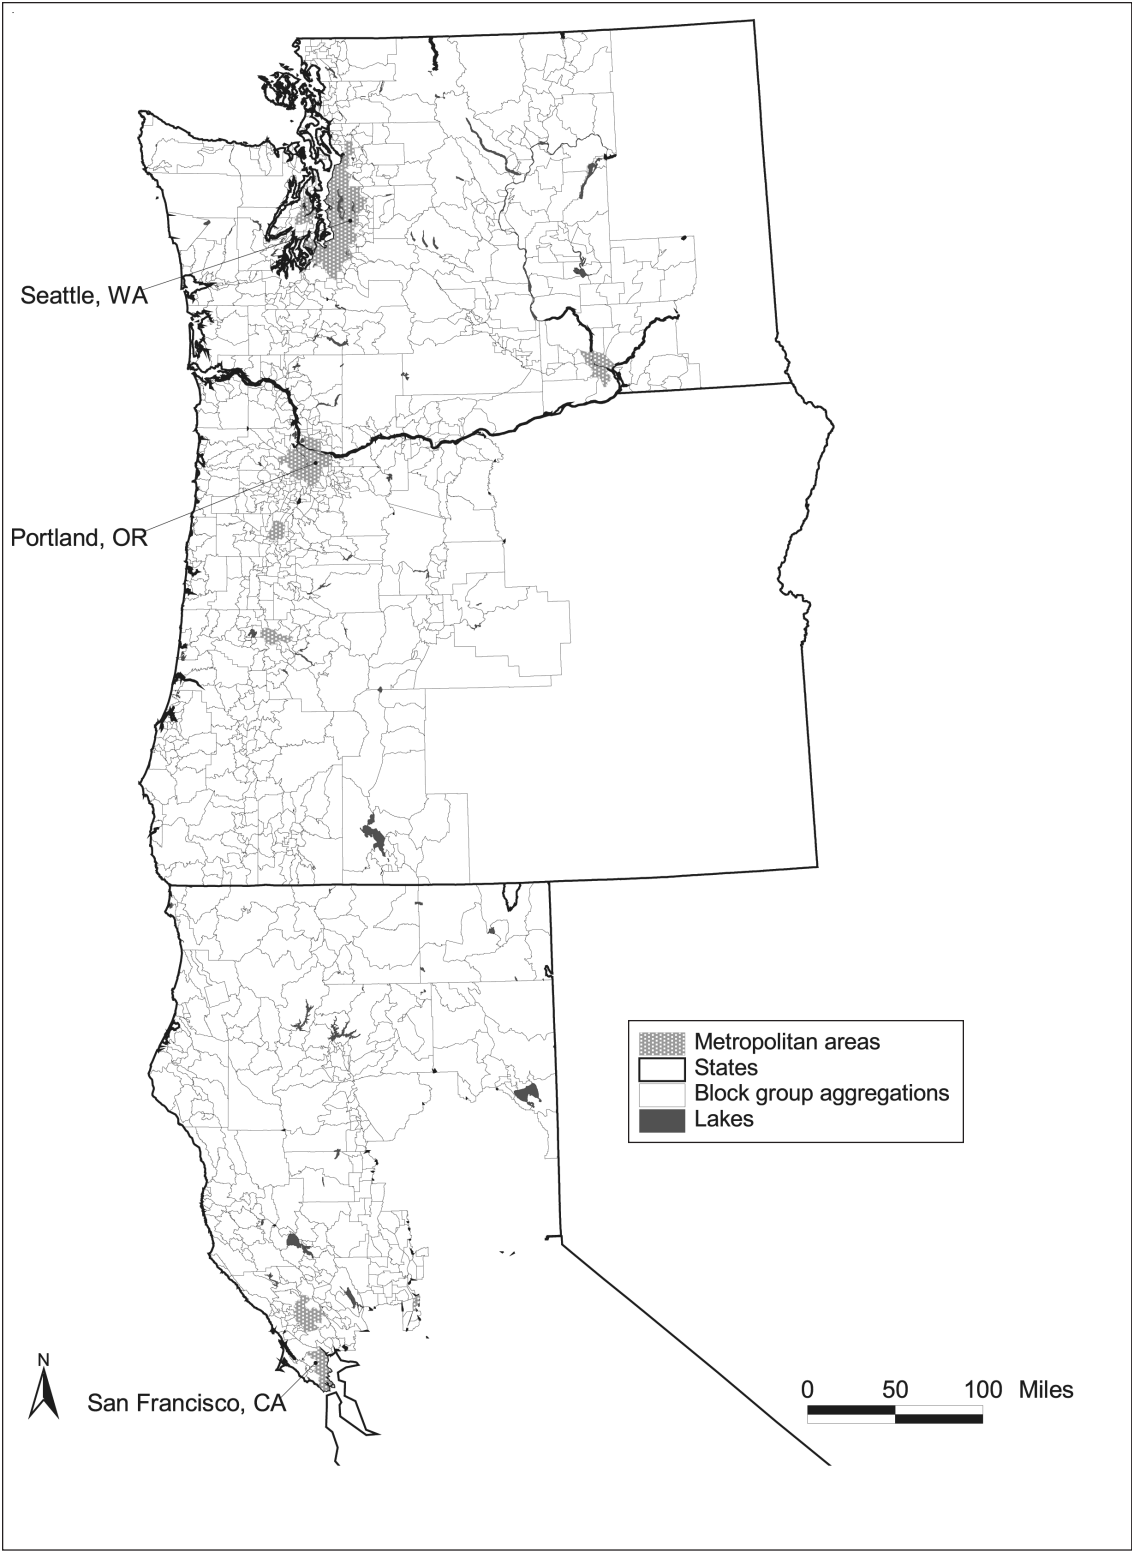 Seattle, WA
Portland, OR
Metropolitan areas
States
Block group aggregations
Lakes
N
San Francisco, CA
0 50 100 Miles